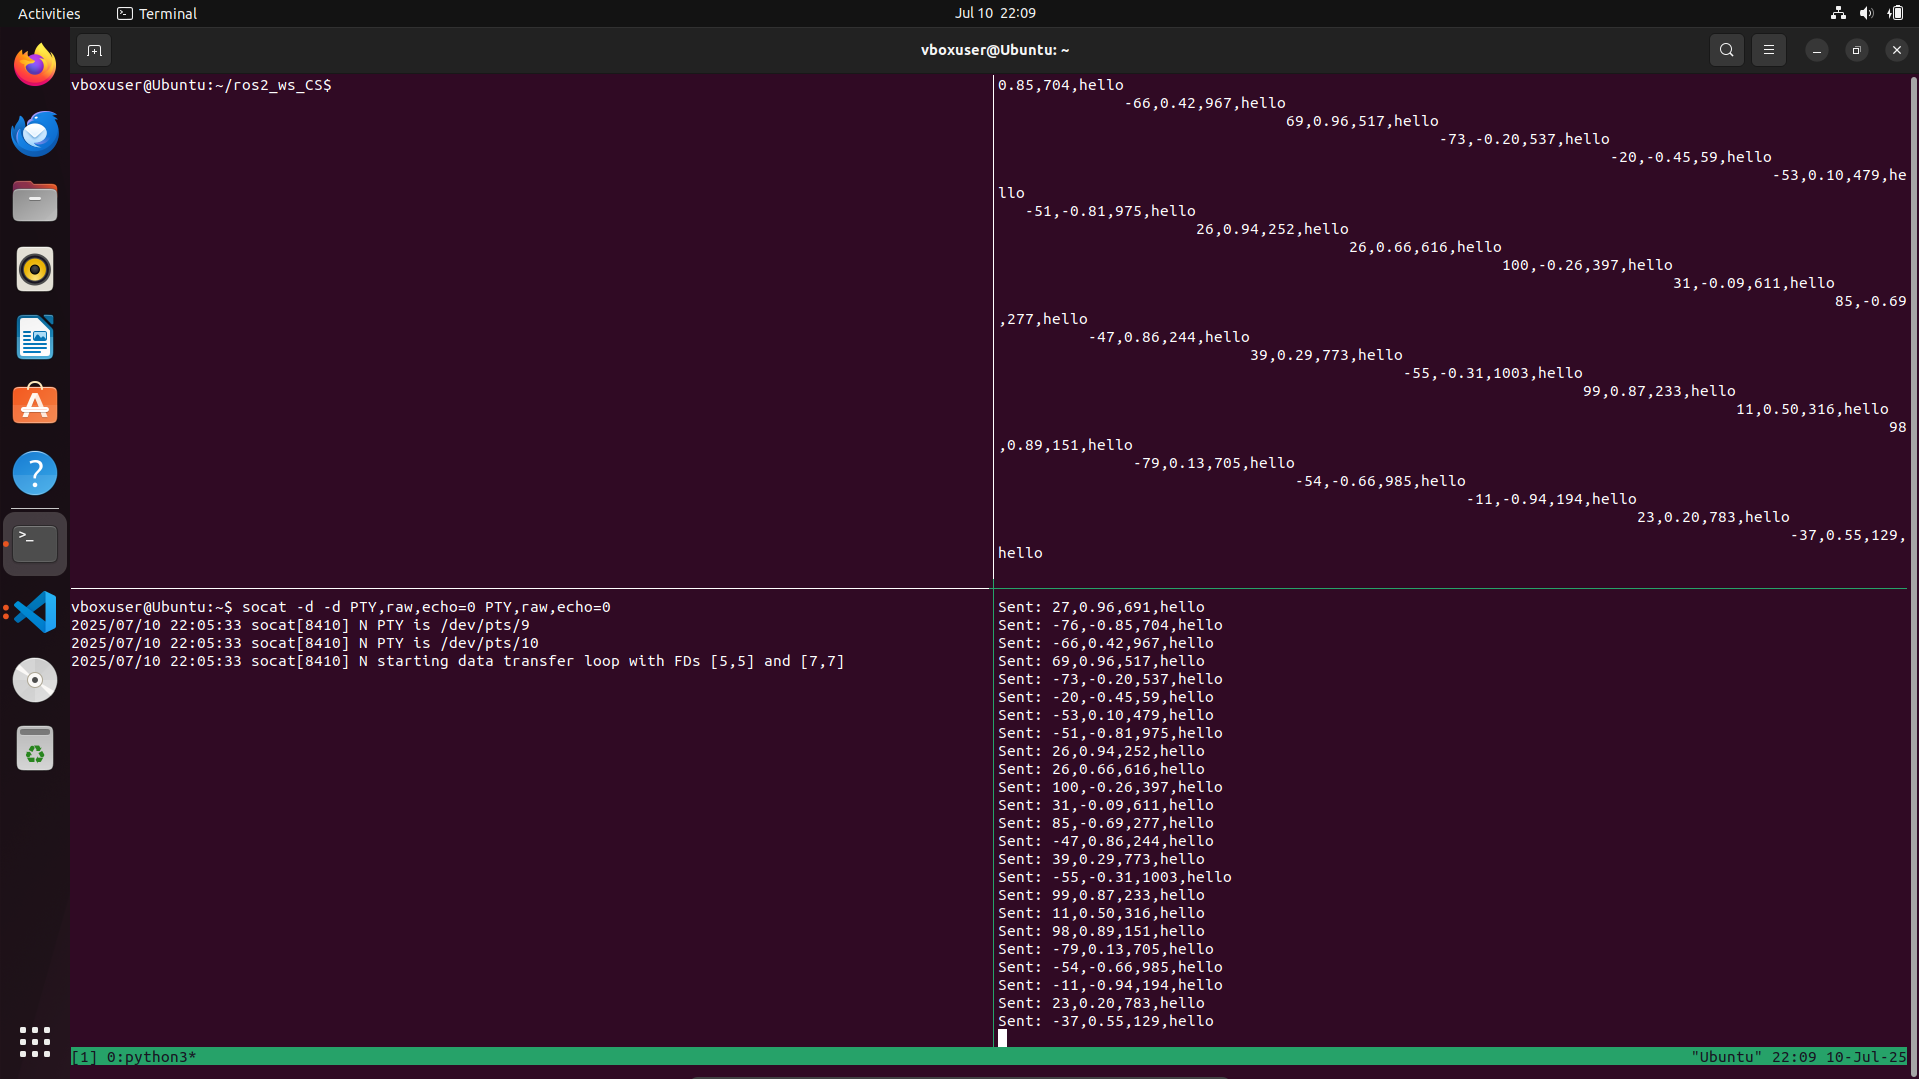 Activities
Terminal
Jul 10 22:09
vboxuser@Ubuntu: ~
vboxuser@Ubuntu:~/ros2_ws_CS$
0.85,704,hello
-66,0.42,967,hello
69,0.96,517,hello
-73,-0.20,537,hello
-20,-0.45,59,hello
-53,0.10,479,he
llo
-51,-0.81,975,hello
26,0.94,252,hello
26,0.66,616,hello
100,-0.26,397,hello
31,-0.09,611,hello
85,-0.69
,277,hello
-47,0.86,244,hello
39,0.29,773,hello
-55,-0.31,1003,hello
99,0.87,233,hello
11,0.50,316,hello
98
,0.89,151,hello
-79,0.13,705,hello
-54,-0.66,985,hello
-11,-0.94,194,hello
23,0.20,783,hello
-37,0.55,129,
hello
vboxuser@Ubuntu:~$ socat -d -d PTY,raw,echo=0 PTY,raw,echo=0
2025/07/10 22:05:33 socat[8410] N PTY is /dev/pts/9
2025/07/10 22:05:33 socat[8410] N PTY is /dev/pts/10
2025/07/10 22:05:33 socat[8410] N starting data transfer loop with FDs [5,5] and [7,7]
Sent: 27,0.96,691,hello
Sent: -76,-0.85,704,hello
Sent: -66,0.42,967,hello
Sent: 69,0.96,517,hello
Sent: -73,-0.20,537,hello
Sent: -20,-0.45,59,hello
Sent: -53,0.10,479,hello
Sent: -51,-0.81,975,hello
Sent: 26,0.94,252,hello
Sent: 26,0.66,616,hello
Sent: 100,-0.26,397,hello
Sent: 31,-0.09,611,hello
Sent: 85,-0.69,277,hello
Sent: -47,0.86,244,hello
Sent: 39,0.29,773,hello
Sent: -55,-0.31,1003,hello
Sent: 99,0.87,233,hello
Sent: 11,0.50,316,hello
Sent: 98,0.89,151,hello
Sent: -79,0.13,705,hello
Sent: -54,-0.66,985,hello
Sent: -11,-0.94,194,hello
Sent: 23,0.20,783,hello
Sent: -37,0.55,129,hello
[1] 0:python3*
"Ubuntu" 22:09 10-Jul-25